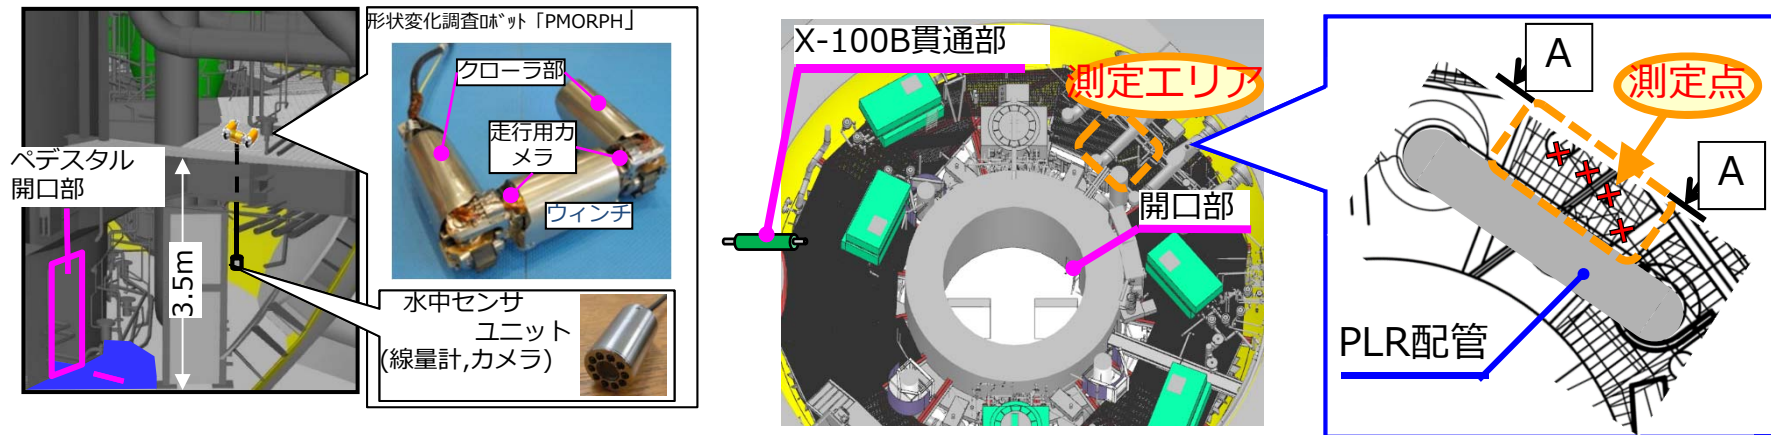 形状変化調査ﾛﾎﾞｯﾄ「PMORPH」
クローラ部
走行用カ
メラ
ウィンチ
ペデスタル
開口部
3.5m
水中センサ
ユニット
(線量計,カメラ)
X-100B貫通部
測定エリア
開口部
A
測定点
A
PLR配管